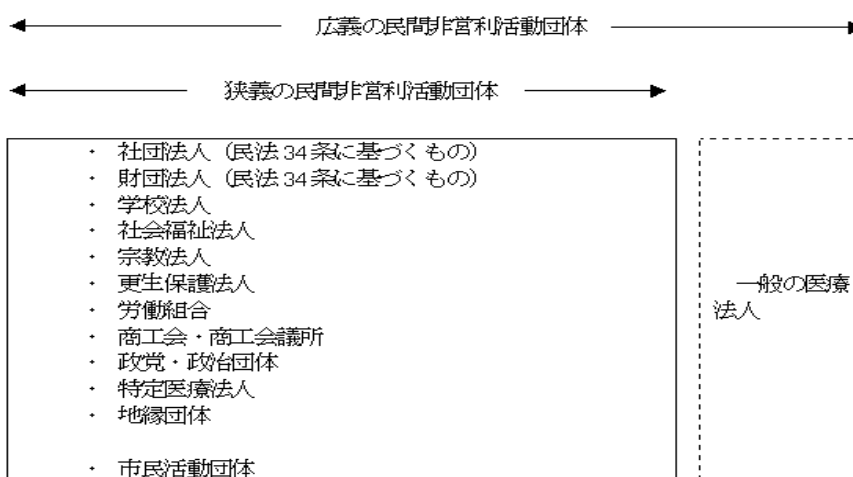 広義の民間非営利活動団体
狭義の民間非営利活動団体
・ 社団法人（民法34条に基づくもの）
・ 財団法人（民法34条に基づくもの）
・ 学校法人
・ 社会福祉法人
・ 宗教法人
・ 更生保護法人
・ 労働組合
・ 商工会・商工会議所
・ 政党・政治団体
・ 特定医療法人
・ 地縁団体
・ 市民活動団体
一般の医療
法人